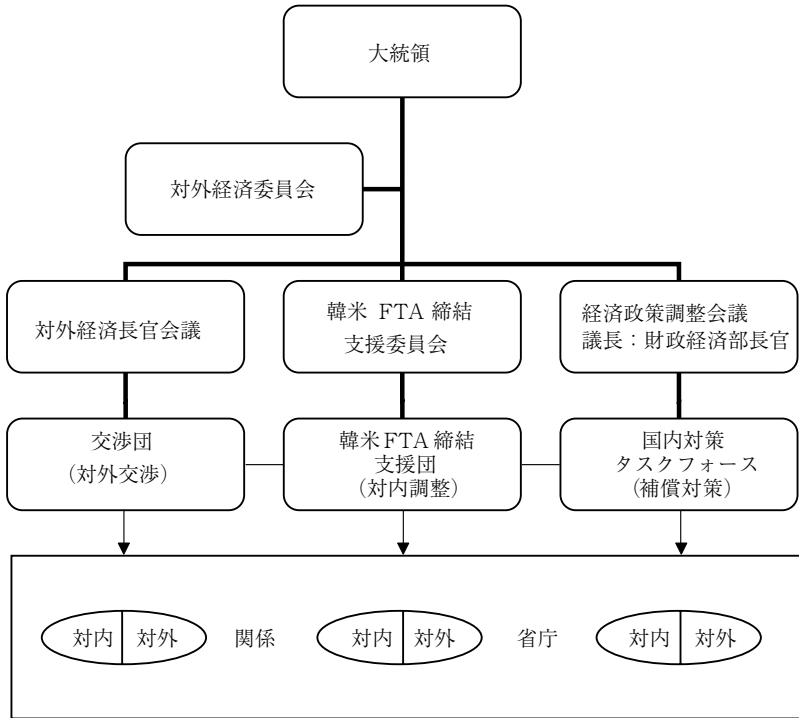 大統領
対外経済委員会
対外経済長官会議
韓米 FTA 締結
支援委員会
経済政策調整会議
議長：財政経済部長官
交渉団
（対外交渉）
韓米FTA 締結
支援団
（対内調整）
国内対策
タスクフォース
（補償対策）
対内 対外 関係 対内 対外 省庁 対内 対外